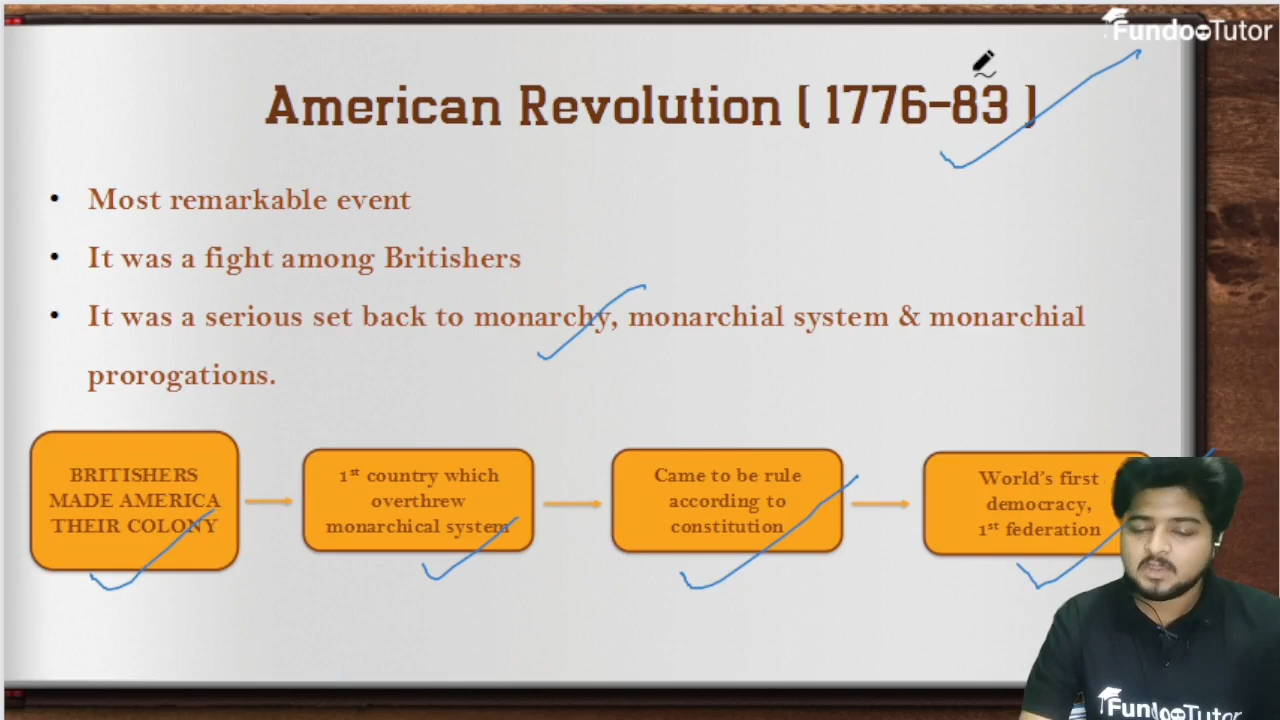 FundooTutor
American Revolution ( 1776-83 )
• Most remarkable event
• It was a fight among Britishers
• It was a serious set back to monarchy, monarchial system & monarchial
prorogations.
BRITISHERS
MADE AMERICA
THEIR COLONY
1st country which
overthrew
monarchical system
Came to be rule
according to
constitution
World's first
democracy,
1st federation
FundooTutor